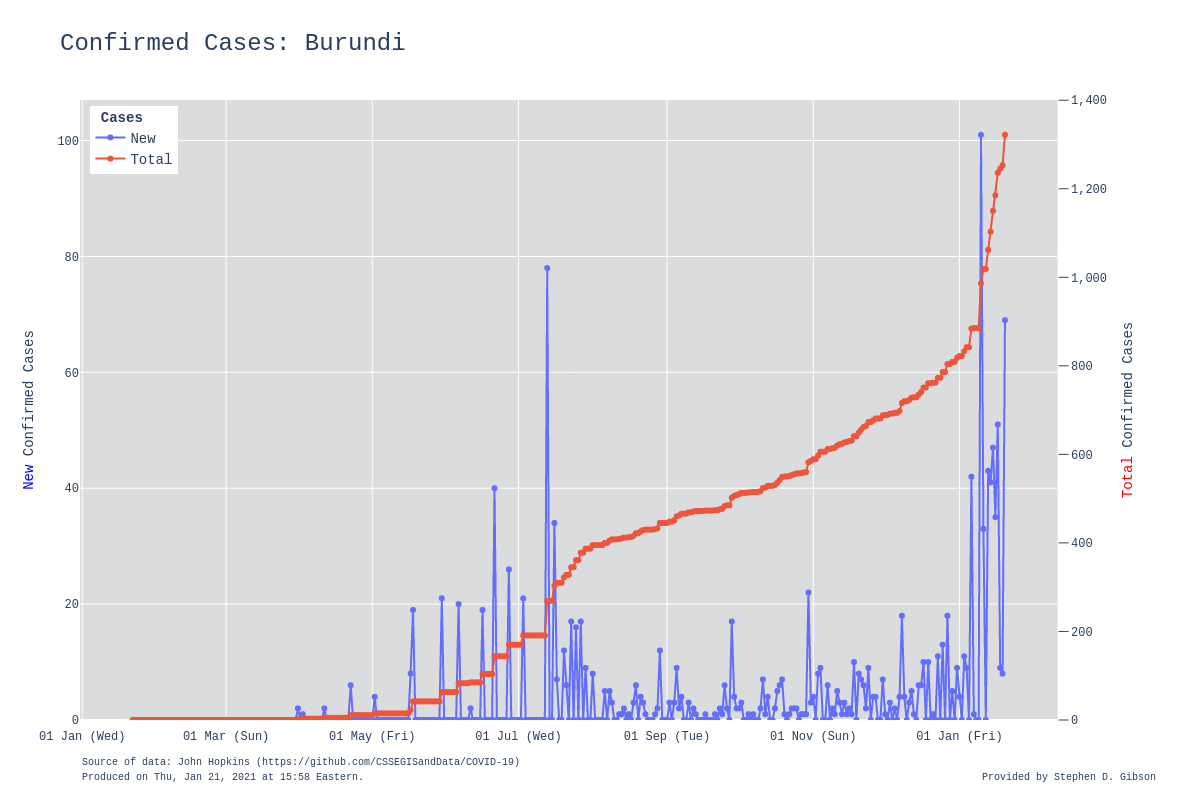 Confirmed Cases: Burundi
Cases
New
Total
100
80
60
40
20
0
New Confirmed Cases
1,400
1,200
1,000
800
600
400
200
0
Total Confirmed Cases
01 Jan (Wed) 01 Mar (Sun) 01 May (Fri) 01 Jul (Wed) 01 Sep (Tue) 01 Nov (Sun) 01 Jan (Fri)
Source of data: John Hopkins (https://github.com/CSSEGISandData/COVID-19)
Produced on Thu, Jan 21, 2021 at 15:58 Eastern.
Provided by Stephen D. Gibson